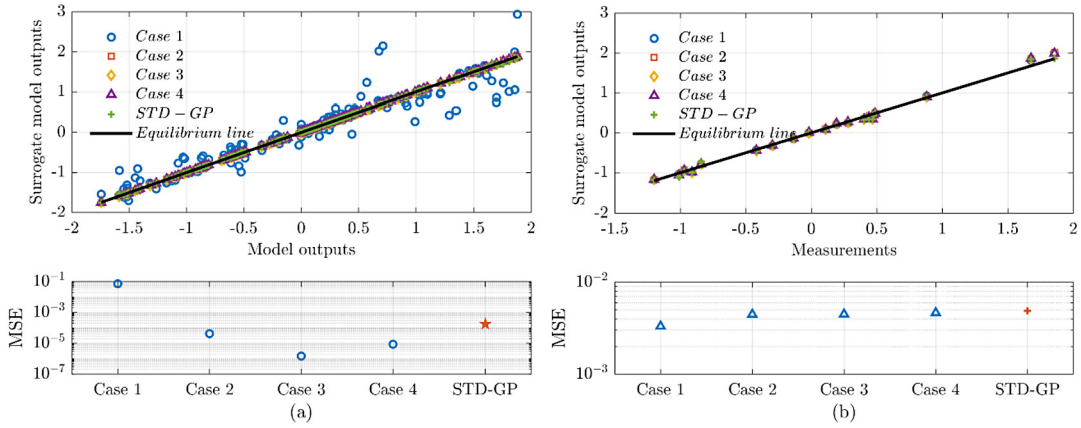 3
2
1
0
-1
-2
Surrogate model outputs
Case 1
Case 2
Case 3
Case 4
STD − GP
Equilibrium line
-2 -1.5 -1 -0.5 0 0.5 1 1.5 2
Model outputs
10^-1
10^-3
10^-5
10^-7
MSE
Case 1 Case 2 Case 3 Case 4 STD-GP
(a)
3
2
1
0
-1
-2
Surrogate model outputs
Case 1
Case 2
Case 3
Case 4
STD − GP
Equilibrium line
-1.5 -1 -0.5 0 0.5 1 1.5 2
Measurements
10^-2
10^-3
MSE
Case 1 Case 2 Case 3 Case 4 STD-GP
(b)